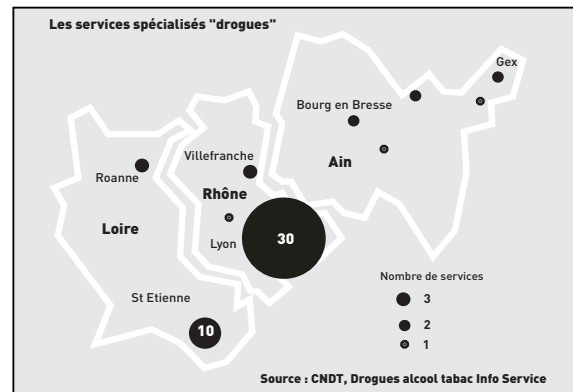 Les services spécialisés "drogues"
Gex
Bourg en Bresse
Ain
Villefranche
Roanne
Rhône
Loire
Lyon
30
St Etienne
10
Nombre de services
3
2
1
Source : CNDT, Drogues alcool tabac Info Service